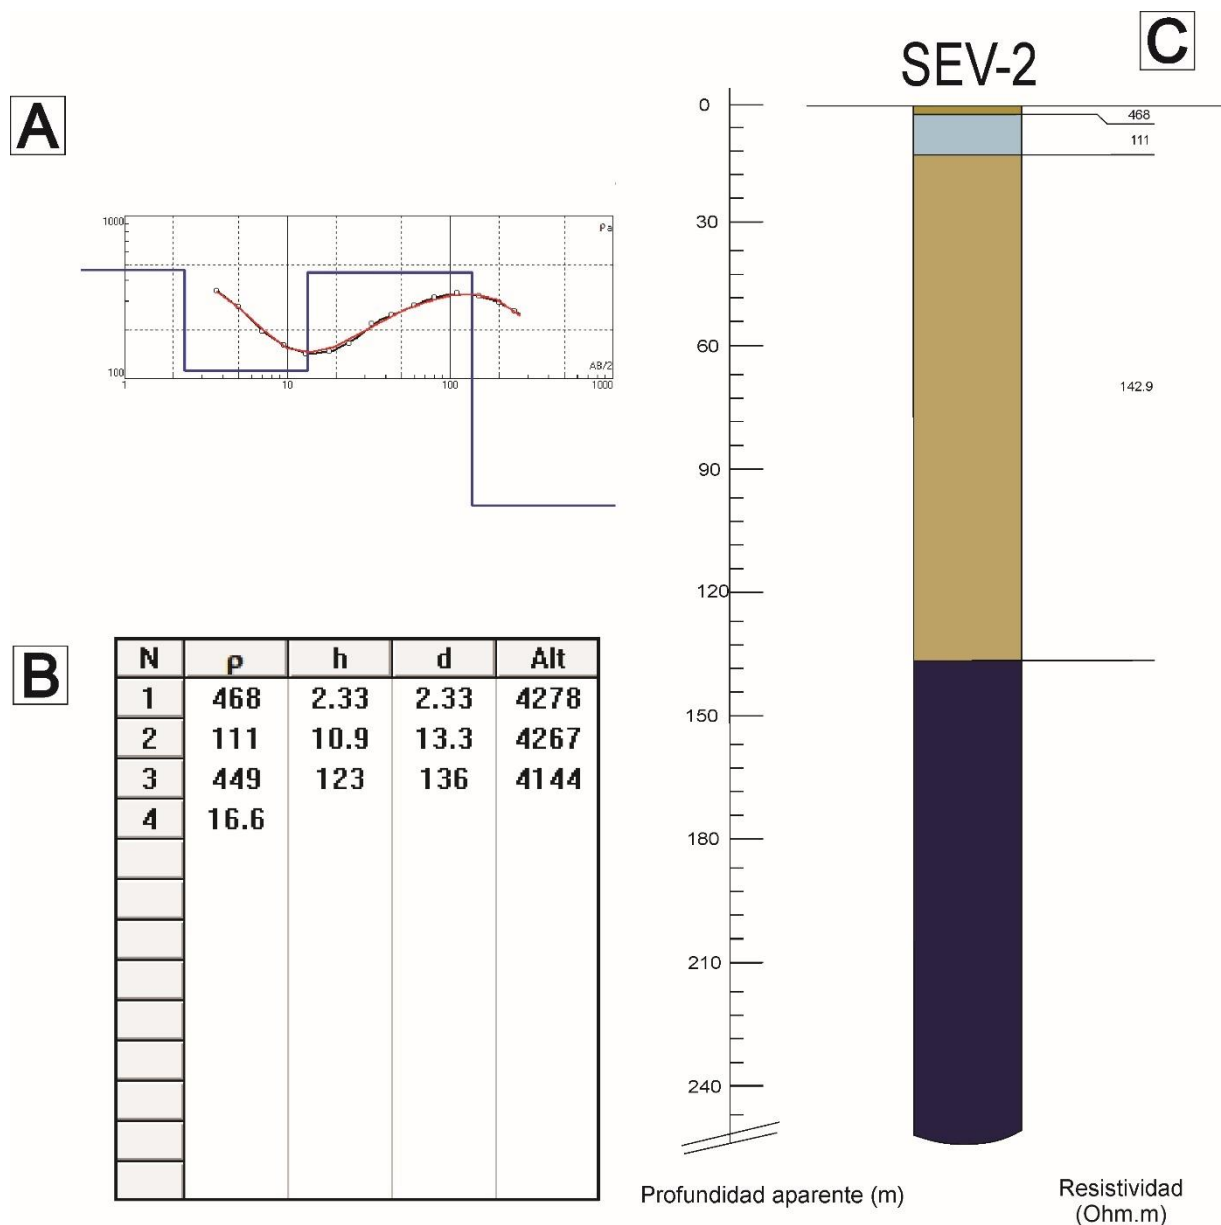 A
1000
ρa
100
AB/2
1
10
100
1000
B
N ρ h d Alt
1 468 2.33 2.33 4278
2 111 10.9 13.3 4267
3 449 123 136 4144
4 16.6
C
SEV-2
0
30
60
90
120
150
180
210
240
468
111
142.9
Profundidad aparente (m)
Resistividad
(Ohm.m)